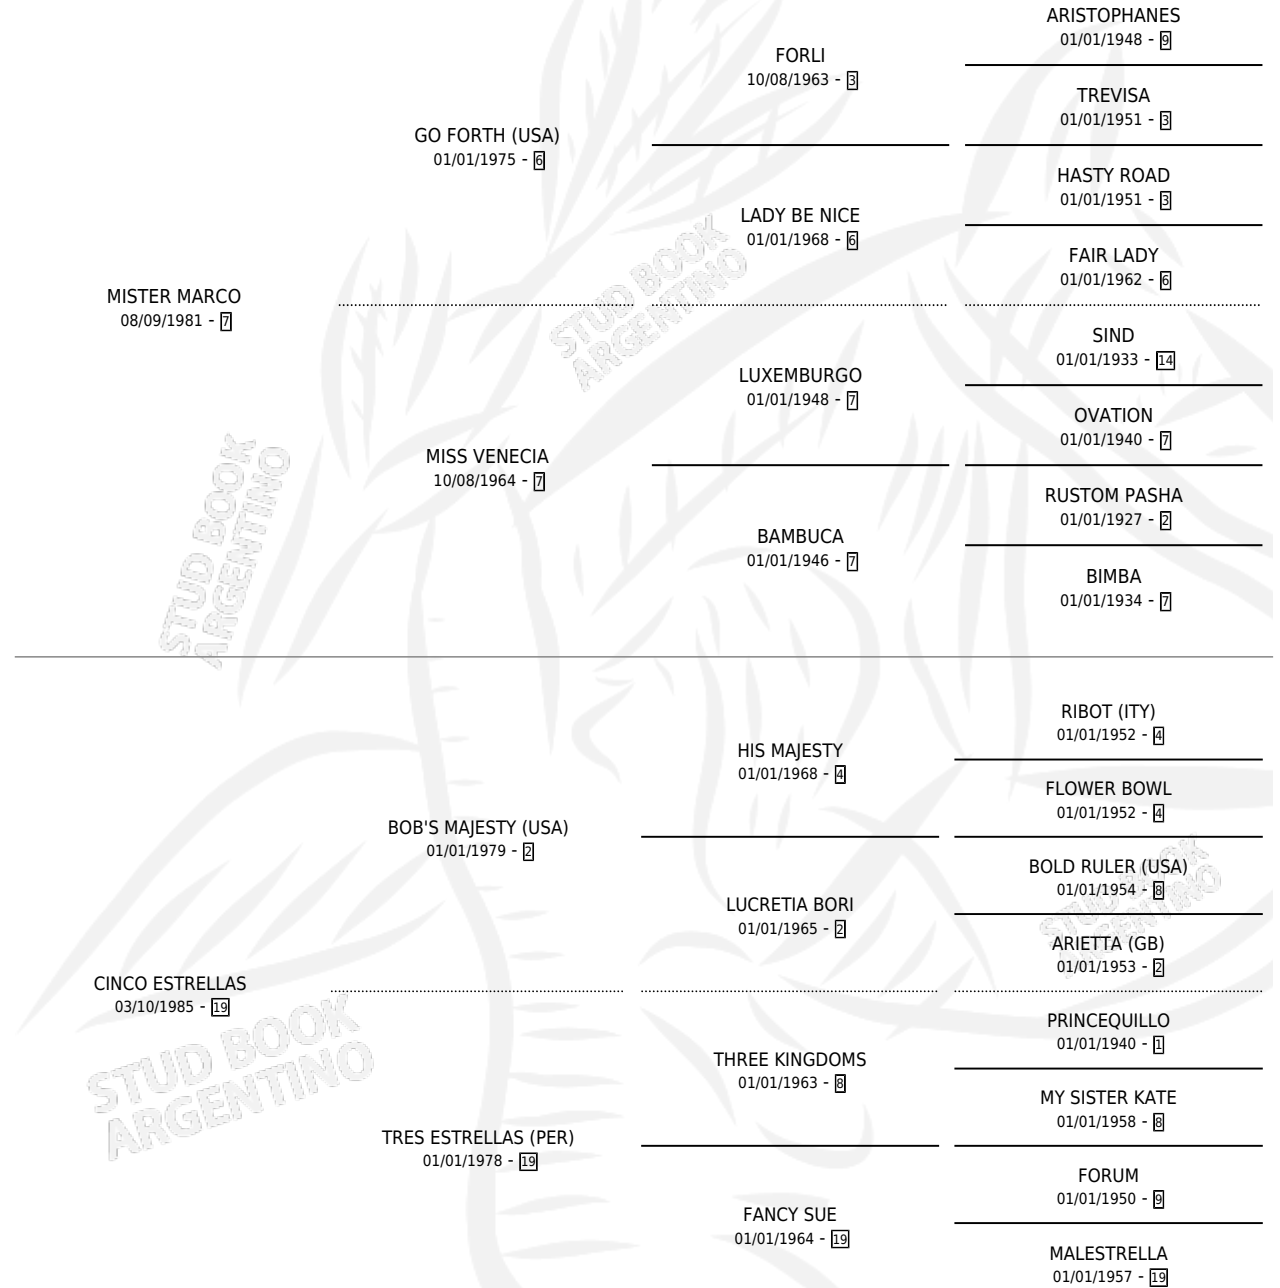 ARISTOPHANES
01/01/1948 - 9
FORLI
10/08/1963 - 3
TREVISA
01/01/1951 - 3
GO FORTH (USA)
01/01/1975 - 6
HASTY ROAD
01/01/1951 - 3
LADY BE NICE
01/01/1968 - 6
FAIR LADY
01/01/1962 - 6
MISTER MARCO
08/09/1981 - 7
STUD BOOK
ARGENTINO
SIND
01/01/1933 - 14
LUXEMBURGO
01/01/1948 - 7
OVATION
01/01/1940 - 7
MISS VENECIA
10/08/1964 - 7
RUSTOM PASHA
01/01/1927 - 2
BAMBUCA
01/01/1946 - 7
BIMBA
01/01/1934 - 7
STUD BOOK
ARGENTINO
RIBOT (ITY)
01/01/1952 - 4
HIS MAJESTY
01/01/1968 - 4
FLOWER BOWL
01/01/1952 - 4
BOB'S MAJESTY (USA)
01/01/1979 - 2
BOLD RULER (USA)
01/01/1954 - 8
LUCRETIA BORI
01/01/1965 - 2
STUD BOOK
ARGENTINO
ARIETTA (GB)
01/01/1953 - 2
CINCO ESTRELLAS
03/10/1985 - 19
PRINCEQUILLO
01/01/1940 - 1
THREE KINGDOMS
01/01/1963 - 8
MY SISTER KATE
01/01/1958 - 8
STUD BOOK
ARGENTINO
TRES ESTRELLAS (PER)
01/01/1978 - 19
FORUM
01/01/1950 - 9
FANCY SUE
01/01/1964 - 19
MALESTRELLA
01/01/1957 - 19